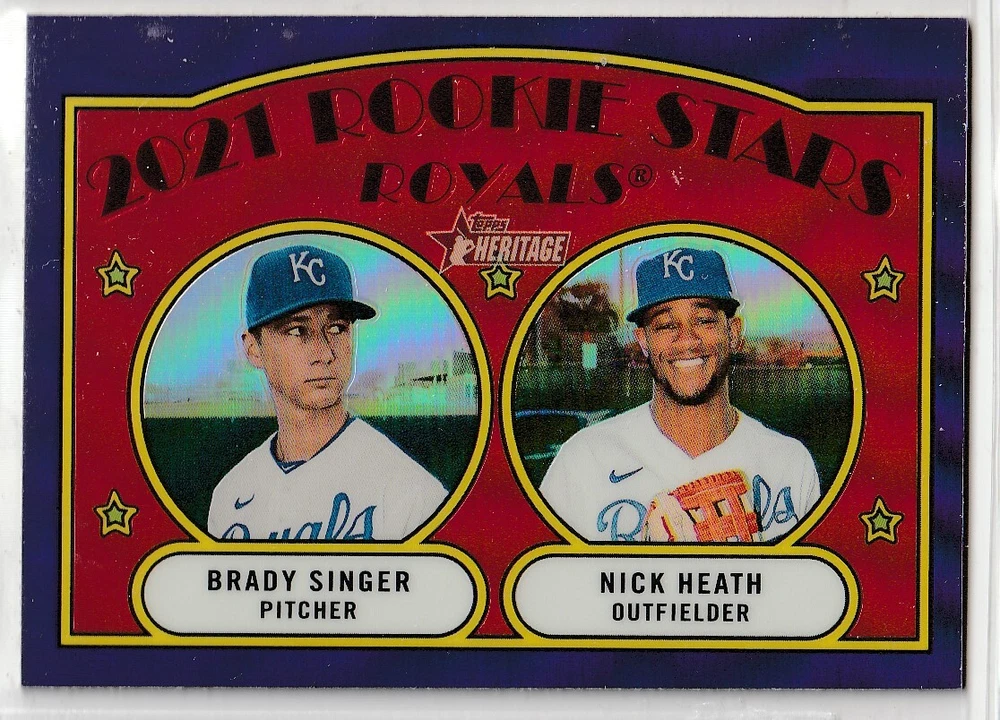 2021 ROOKIE STARS
ROYALS®
topps
HERITAGE
KC
KC
Royals
Royals
BRADY SINGER
PITCHER
NICK HEATH
OUTFIELDER